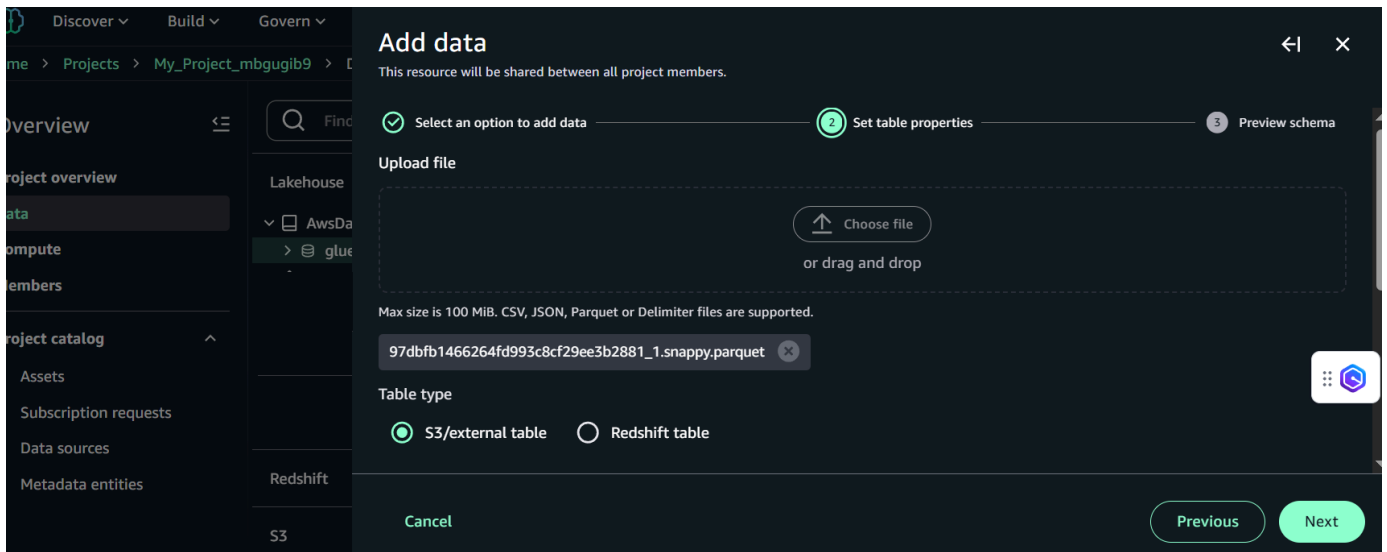 Discover
Build
Govern
Add data
This resource will be shared between all project members.
me > Projects > My_Project_mbgugib9 > D
Select an option to add data
2 Set table properties
3 Preview schema
Overview
Find
roject overview
ata
ompute
Members
Lakehouse
AwsDa
glue
Upload file
Choose file
or drag and drop
Max size is 100 MiB. CSV, JSON, Parquet or Delimiter files are supported.
97dbfb1466264fd993c8cf29ee3b2881_1.snappy.parquet
roject catalog
Assets
Subscription requests
Data sources
Metadata entities
Table type
S3/external table
Redshift table
Redshift
S3
Cancel
Previous
Next